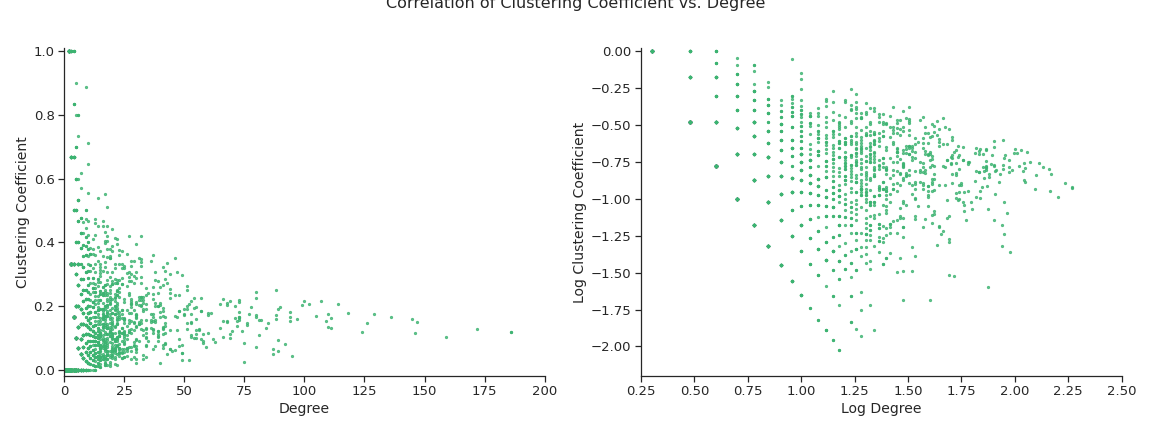 Correlation of Clustering Coefficient vs. Degree
1.0
0.8
0.6
0.4
0.2
0.0
Clustering Coefficient
0 25 50 75 100 125 150 175 200
Degree
0.00
−0.25
−0.50
−0.75
−1.00
−1.25
−1.50
−1.75
−2.00
Log Clustering Coefficient
0.25 0.50 0.75 1.00 1.25 1.50 1.75 2.00 2.25 2.50
Log Degree